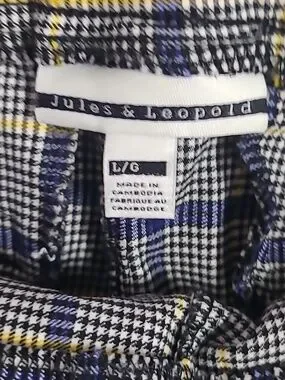 Jules & Leopold
L/G
MADE IN
CAMBODIA
FABRIQUÉ AU
CAMBODGE